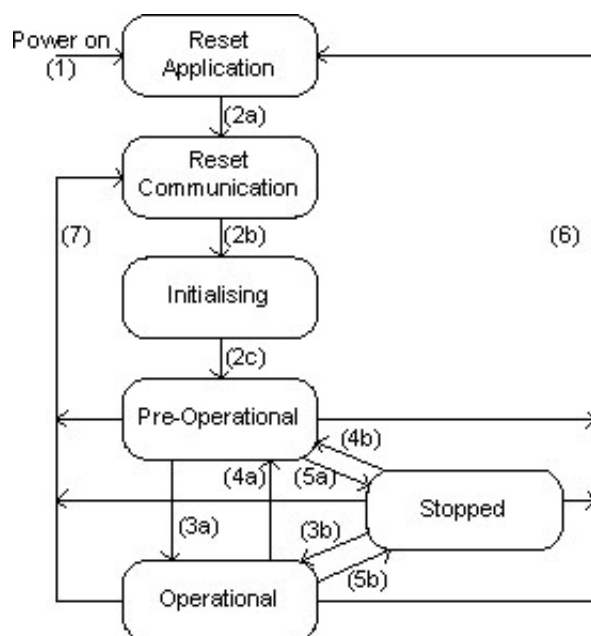 Power on
(1)
Reset
Application
(2a)
Reset
Communication
(7)
(2b)
(6)
Initialising
(2c)
Pre-Operational
(4b)
(4a)
(5a)
Stopped
(3a)
(3b)
(5b)
Operational